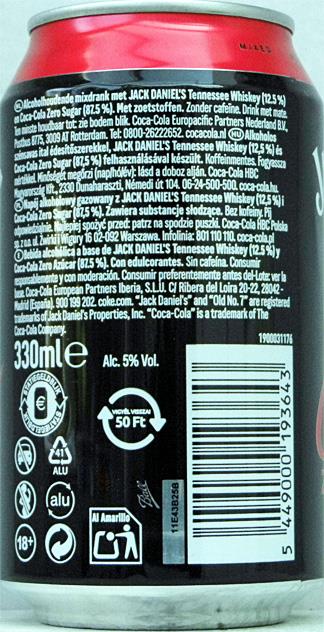 MIXED
Alcoholhoudende mixdrank met JACK DANIEL'S Tennessee Whiskey (12.5 %)
en Coca-Cola Zero Sugar (87.5 %). Met zoetstoffen. Zonder cafeïne. Drink met mate.
Ten minste houdbaar tot: zie bodem blik. Coca-Cola Europacific Partners Nederland B.V.,
Postbus 8775, 3009 AT Rotterdam. Tel: 0800-26222652. cocacola.nl HU Alkoholos
szénsavas ital édesítőszerekkel, JACK DANIEL'S Tennessee Whiskey (12.5 %) és
Coca-Cola Zero Sugar (87.5 %) felhasználásával készült. Koffeinmentes. Fogyassza
mértékkel. Minőségét megőrzi (nap/hó/év): lásd a doboz alján. Coca-Cola HBC
Magyarország Kft., 2330 Dunaharaszti, Némedi út 104. 06-24-500-500, coca-cola.hu.
Napój alkoholowy gazowany z JACK DANIEL'S Tennessee Whiskey (12.5 %) i
Coca-Cola Zero Sugar (87.5 %). Zawiera substancje słodzące. Bez kofeiny. Pij
odpowiedzialnie. Najlepiej spożyć przed: patrz na spodzie puszki. Coca-Cola HBC Polska
sp. z o.o. ul. Żwirki i Wigury 16 02-092 Warszawa. Infolinia: 801 110 110. coca-cola.pl
Bebida alcohólica a base de JACK DANIEL'S Tennessee Whiskey (12.5 %) y
Coca-Cola Zero Azúcar (87.5 %). Con edulcorantes. Sin cafeína. Consumir
responsablemente y con moderación. Consumir preferentemente antes del-Lote: ver la
base. Coca-Cola European Partners Iberia, S.L.U. C/ Ribera del Loira 20-22, 28042 -
Madrid (España). 900 199 202. coke.com. "Jack Daniel's" and "Old No. 7" are registered
trademarks of Jack Daniel's Properties, Inc. "Coca-Cola" is a trademark of The
Coca-Cola Company.
1900031176
330ml e
Alc. 5% Vol.
STATIEGELDBLIK
€
STATIEGELDBLIK
VIGYÉL VISSZA!
50 Ft
41
ALU
alu
18+
Al Amarillo
Ball
11E43B25B
5 449000 193643